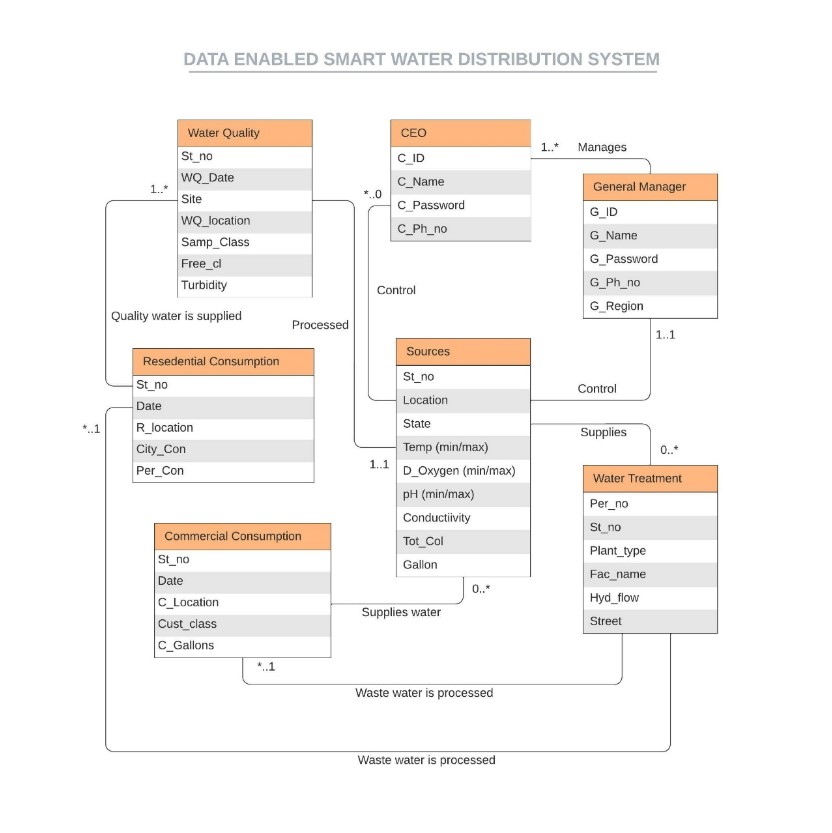 DATA ENABLED SMART WATER DISTRIBUTION SYSTEM
Water Quality
St_no
WQ_Date
Site
WQ_location
Samp_Class
Free_cl
Turbidity
CEO
C_ID
C_Name
C_Password
C_Ph_no
1..*
Manages
General Manager
G_ID
G_Name
G_Password
G_Ph_no
G_Region
1..*
*..0
Control
Quality water is supplied
Processed
1..1
Resedential Consumption
St_no
Date
R_location
City_Con
Per_Con
Sources
St_no
Location
State
Temp (min/max)
D_Oxygen (min/max)
pH (min/max)
Conductiivity
Tot_Col
Gallon
Control
Supplies
0..*
*..1
1..1
Water Treatment
Per_no
St_no
Plant_type
Fac_name
Hyd_flow
Street
Commercial Consumption
St_no
Date
C_Location
Cust_class
C_Gallons
0..*
Supplies water
*..1
Waste water is processed
Waste water is processed